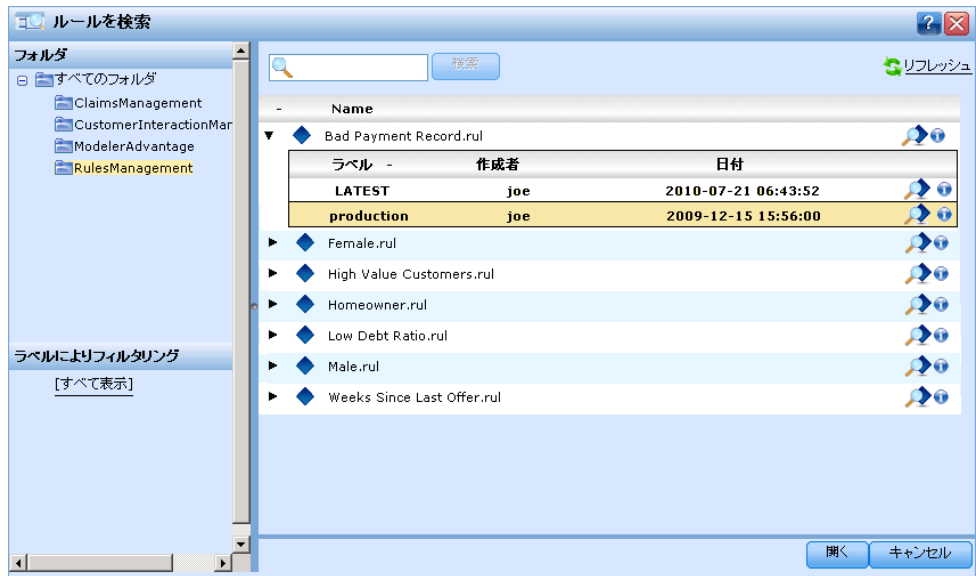 ルールを検索
フォルダ
すべてのフォルダ
ClaimsManagement
CustomerInteractionMar
ModelerAdvantage
RulesManagement
ラベルによりフィルタリング
[すべて表示]
検索
リフレッシュ
- Name
Bad Payment Record.rul
ラベル - 作成者 日付
LATEST joe 2010-07-21 06:43:52
production joe 2009-12-15 15:56:00
Female.rul
High Value Customers.rul
Homeowner.rul
Low Debt Ratio.rul
Male.rul
Weeks Since Last Offer.rul
開く キャンセル